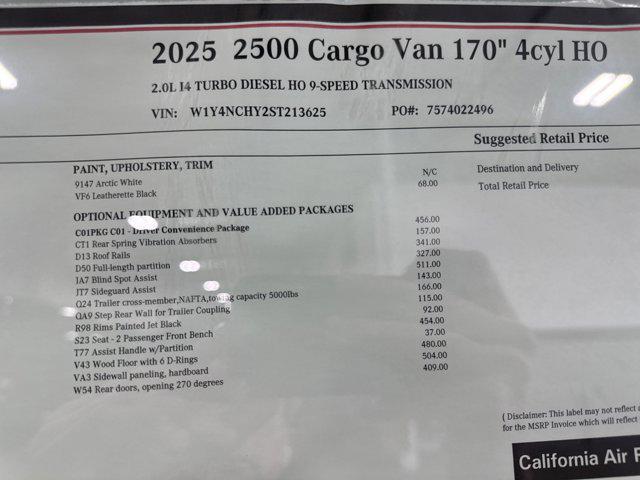 2025 2500 Cargo Van 170" 4cyl HO
2.0L I4 TURBO DIESEL HO 9-SPEED TRANSMISSION
VIN: W1Y4NCHY2ST213625 PO#: 7574022496
Suggested Retail Price
PAINT, UPHOLSTERY, TRIM
9147 Arctic White N/C
VF6 Leatherette Black 68.00
Destination and Delivery
Total Retail Price
OPTIONAL EQUIPMENT AND VALUE ADDED PACKAGES
C01PKG C01 - Driver Convenience Package 456.00
CT1 Rear Spring Vibration Absorbers 157.00
D13 Roof Rails 341.00
D50 Full-length partition 327.00
JA7 Blind Spot Assist 511.00
JT7 Sideguard Assist 143.00
Q24 Trailer cross-member,NAFTA,towing capacity 5000lbs 166.00
QA9 Step Rear Wall for Trailer Coupling 115.00
R98 Rims Painted Jet Black 92.00
S23 Seat - 2 Passenger Front Bench 454.00
T77 Assist Handle w/Partition 37.00
V43 Wood Floor with 6 D-Rings 480.00
VA3 Sidewall paneling, hardboard 504.00
W54 Rear doors, opening 270 degrees 409.00
( Disclaimer: This label may not reflect
for the MSRP Invoice which will reflect
California Air